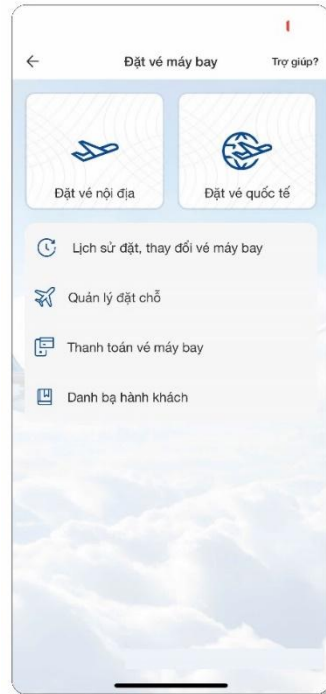 Đặt vé máy bay
Trợ giúp?
Đặt vé nội địa
Đặt vé quốc tế
Lịch sử đặt, thay đổi vé máy bay
Quản lý đặt chỗ
Thanh toán vé máy bay
Danh bạ hành khách